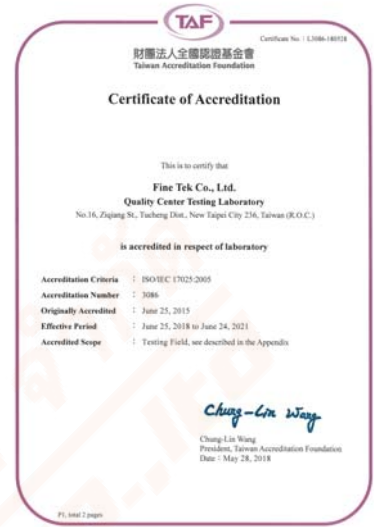 TAF
Certificate No. : L3086-180528
財團法人全國認證基金會
Taiwan Accreditation Foundation
Certificate of Accreditation
This is to certify that
Fine Tek Co., Ltd.
Quality Center Testing Laboratory
No.16, Ziqiang St., Tucheng Dist., New Taipei City 236, Taiwan (R.O.C.)
is accredited in respect of laboratory
Accreditation Criteria : ISO/IEC 17025:2005
Accreditation Number : 3086
Originally Accredited : June 25, 2015
Effective Period : June 25, 2018 to June 24, 2021
Accredited Scope : Testing Field, see described in the Appendix
Chung-Lin Wang
Chung-Lin Wang
President, Taiwan Accreditation Foundation
Date : May 28, 2018
P1, total 2 pages